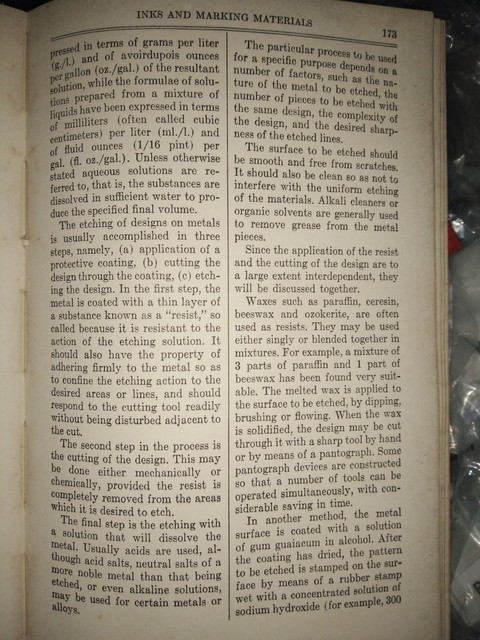 INKS AND MARKING MATERIALS
173
pressed in terms of grams per liter
(g./l.) and of avoirdupois ounces
per gallon (oz./gal.) of the resultant
solution, while the formulae of solu-
tions prepared from a mixture of
liquids have been expressed in terms
of milliliters (often called cubic
centimeters) per liter (ml./l.) and
of fluid ounces (1/16 pint) per
gal. (fl. oz./gal.). Unless otherwise
stated aqueous solutions are re-
ferred to, that is, the substances are
dissolved in sufficient water to pro-
duce the specified final volume.
The etching of designs on metals
is usually accomplished in three
steps, namely, (a) application of a
protective coating, (b) cutting the
design through the coating, (c) etch-
ing the design. In the first step, the
metal is coated with a thin layer of
a substance known as a "resist," so
called because it is resistant to the
action of the etching solution. It
should also have the property of
adhering firmly to the metal so as
to confine the etching action to the
desired areas or lines, and should
respond to the cutting tool readily
without being disturbed adjacent to
the cut.
The second step in the process is
the cutting of the design. This may
be done either mechanically or
chemically, provided the resist is
completely removed from the areas
which it is desired to etch.
The final step is the etching with
a solution that will dissolve the
metal. Usually acids are used, al-
though acid salts, neutral salts of a
more noble metal than that being
etched, or even alkaline solutions,
may be used for certain metals or
alloys.
The particular process to be used
for a specific purpose depends on a
number of factors, such as the na-
ture of the metal to be etched, the
number of pieces to be etched with
the same design, the complexity of
the design, and the desired sharp-
ness of the etched lines.
The surface to be etched should
be smooth and free from scratches.
It should also be clean so as not to
interfere with the uniform etching
of the materials. Alkali cleaners or
organic solvents are generally used
to remove grease from the metal
pieces.
Since the application of the resist
and the cutting of the design are to
a large extent interdependent, they
will be discussed together.
Waxes such as paraffin, ceresin,
beeswax and ozokerite, are often
used as resists. They may be used
either singly or blended together in
mixtures. For example, a mixture of
3 parts of paraffin and 1 part of
beeswax has been found very suit-
able. The melted wax is applied to
the surface to be etched, by dipping,
brushing or flowing. When the wax
is solidified, the design may be cut
through it with a sharp tool by hand
or by means of a pantograph. Some
pantograph devices are constructed
so that a number of tools can be
operated simultaneously, with con-
siderable saving in time.
In another method, the metal
surface is coated with a solution
of gum guaiacum in alcohol. After
the coating has dried, the pattern
to be etched is stamped on the sur-
face by means of a rubber stamp
wet with a concentrated solution of
sodium hydroxide (for example, 300